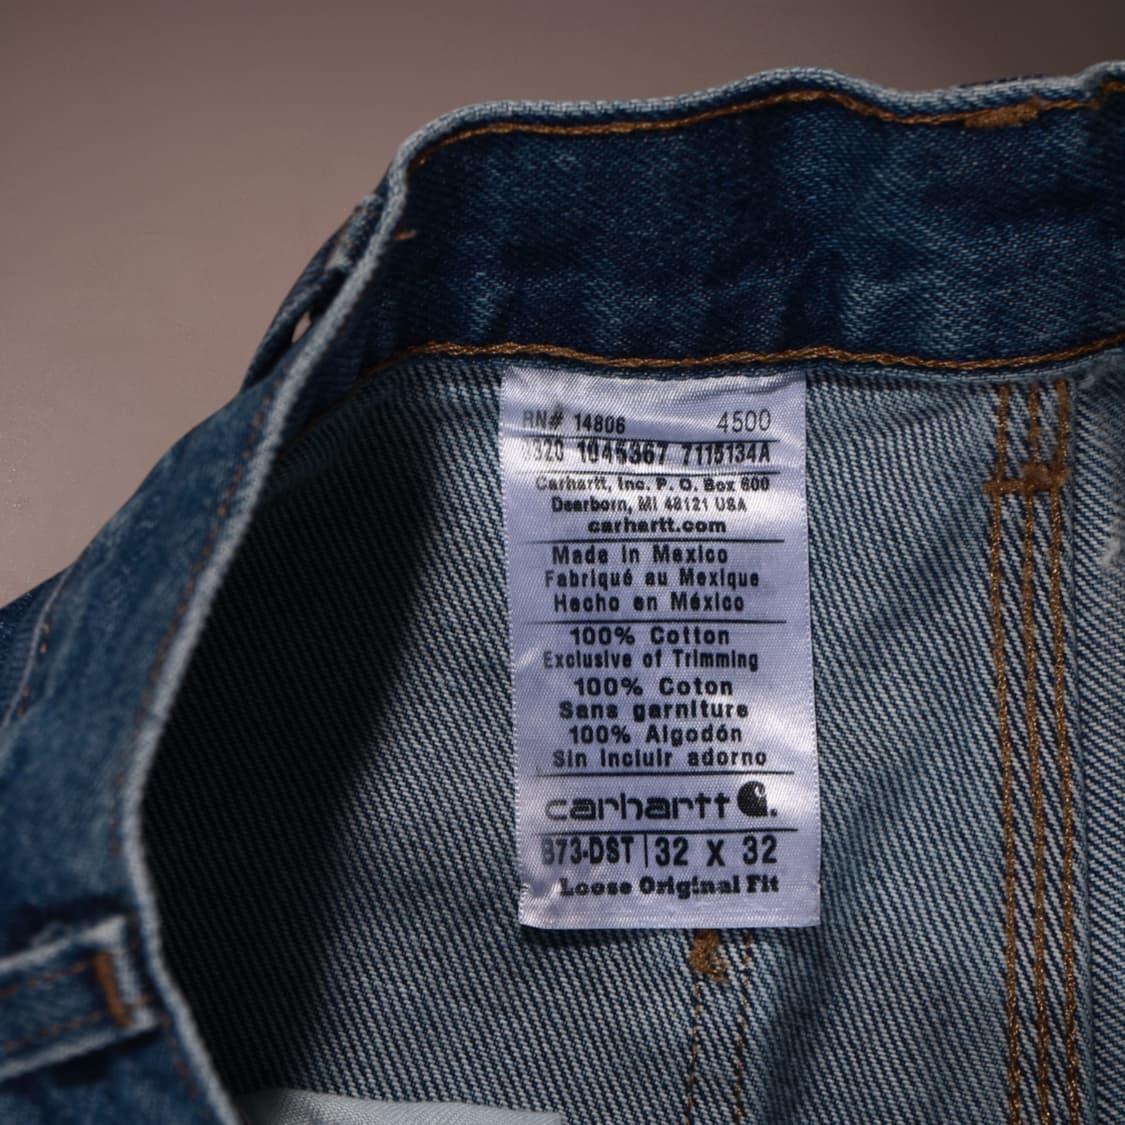 RN# 14806 4500
1045367 7115134A
Carhartt, Inc. P. O. Box 600
Dearborn, MI 48121 USA
carhartt.com
Made in Mexico
Fabriqué au Mexique
Hecho en México
100% Cotton
Exclusive of Trimming
100% Coton
Sans garniture
100% Algodón
Sin incluir adorno
carhartt
B73-DST 32 X 32
Loose Original Fit